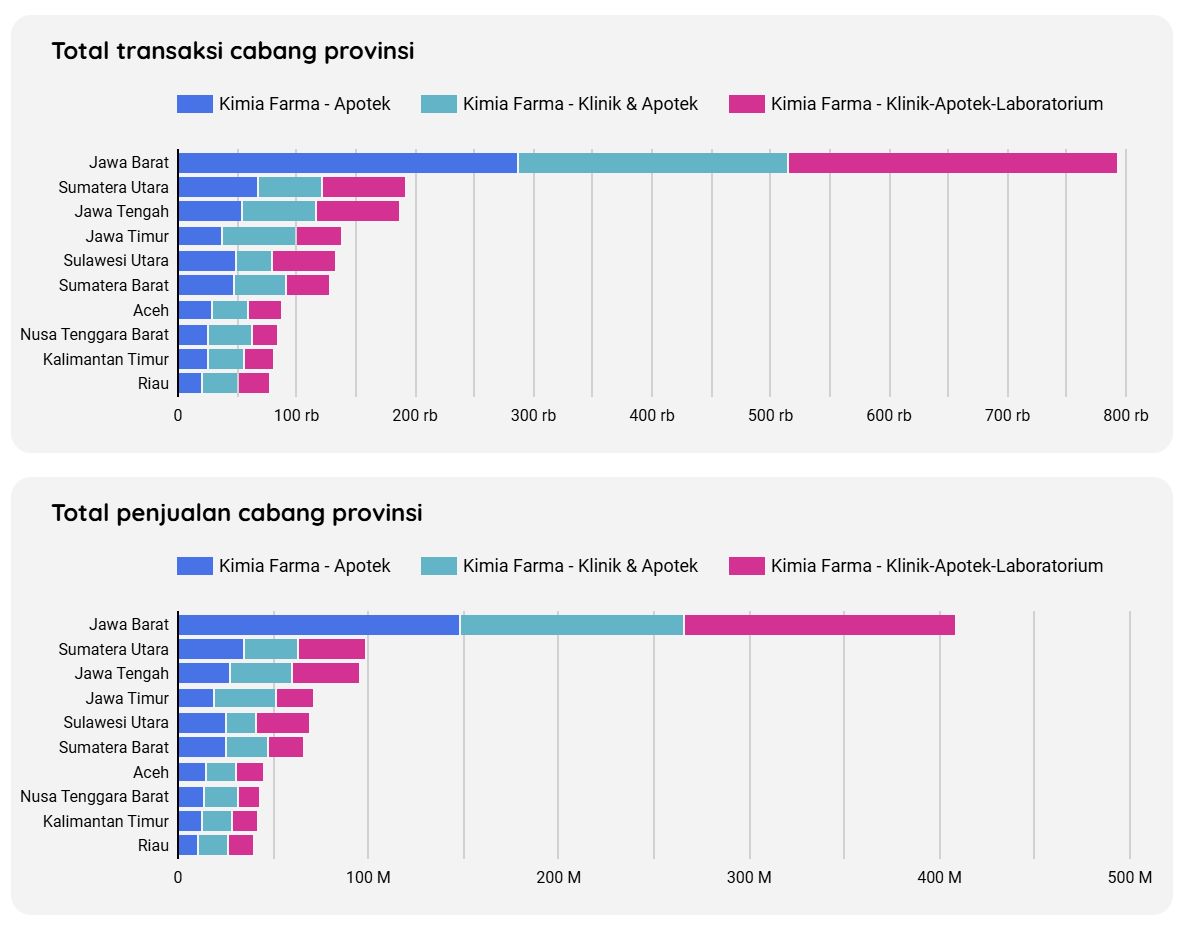 Total transaksi cabang provinsi
Kimia Farma - Apotek Kimia Farma - Klinik & Apotek Kimia Farma - Klinik-Apotek-Laboratorium
Jawa Barat
Sumatera Utara
Jawa Tengah
Jawa Timur
Sulawesi Utara
Sumatera Barat
Aceh
Nusa Tenggara Barat
Kalimantan Timur
Riau
0 100 rb 200 rb 300 rb 400 rb 500 rb 600 rb 700 rb 800 rb
Total penjualan cabang provinsi
Kimia Farma - Apotek Kimia Farma - Klinik & Apotek Kimia Farma - Klinik-Apotek-Laboratorium
Jawa Barat
Sumatera Utara
Jawa Tengah
Jawa Timur
Sulawesi Utara
Sumatera Barat
Aceh
Nusa Tenggara Barat
Kalimantan Timur
Riau
0 100 M 200 M 300 M 400 M 500 M